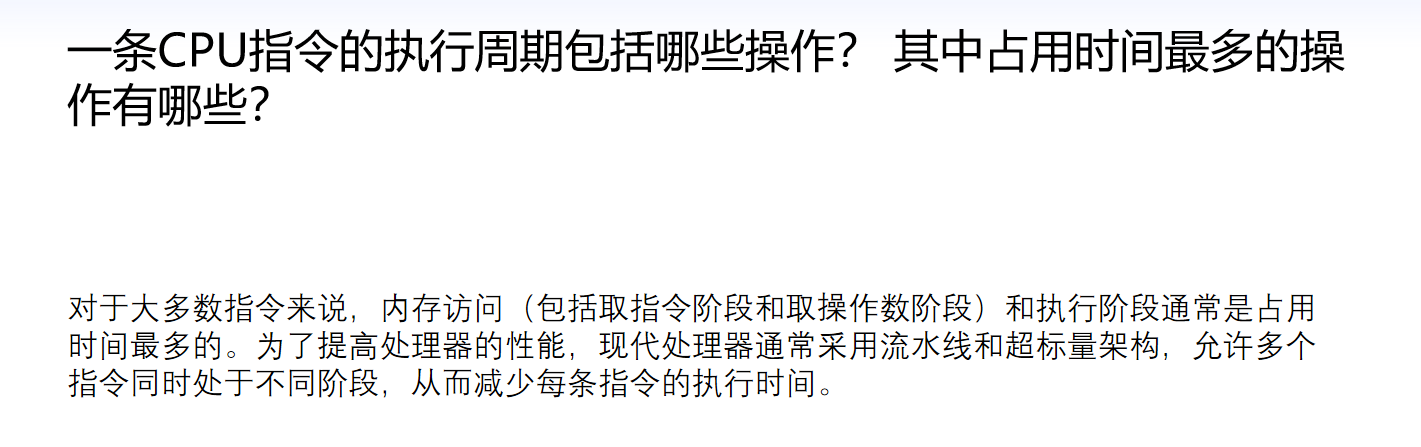 一条CPU指令的执行周期包括哪些操作？ 其中占用时间最多的操
作有哪些？
对于大多数指令来说，内存访问（包括取指令阶段和取操作数阶段）和执行阶段通常是占用
时间最多的。为了提高处理器的性能，现代处理器通常采用流水线和超标量架构，允许多个
指令同时处于不同阶段，从而减少每条指令的执行时间。